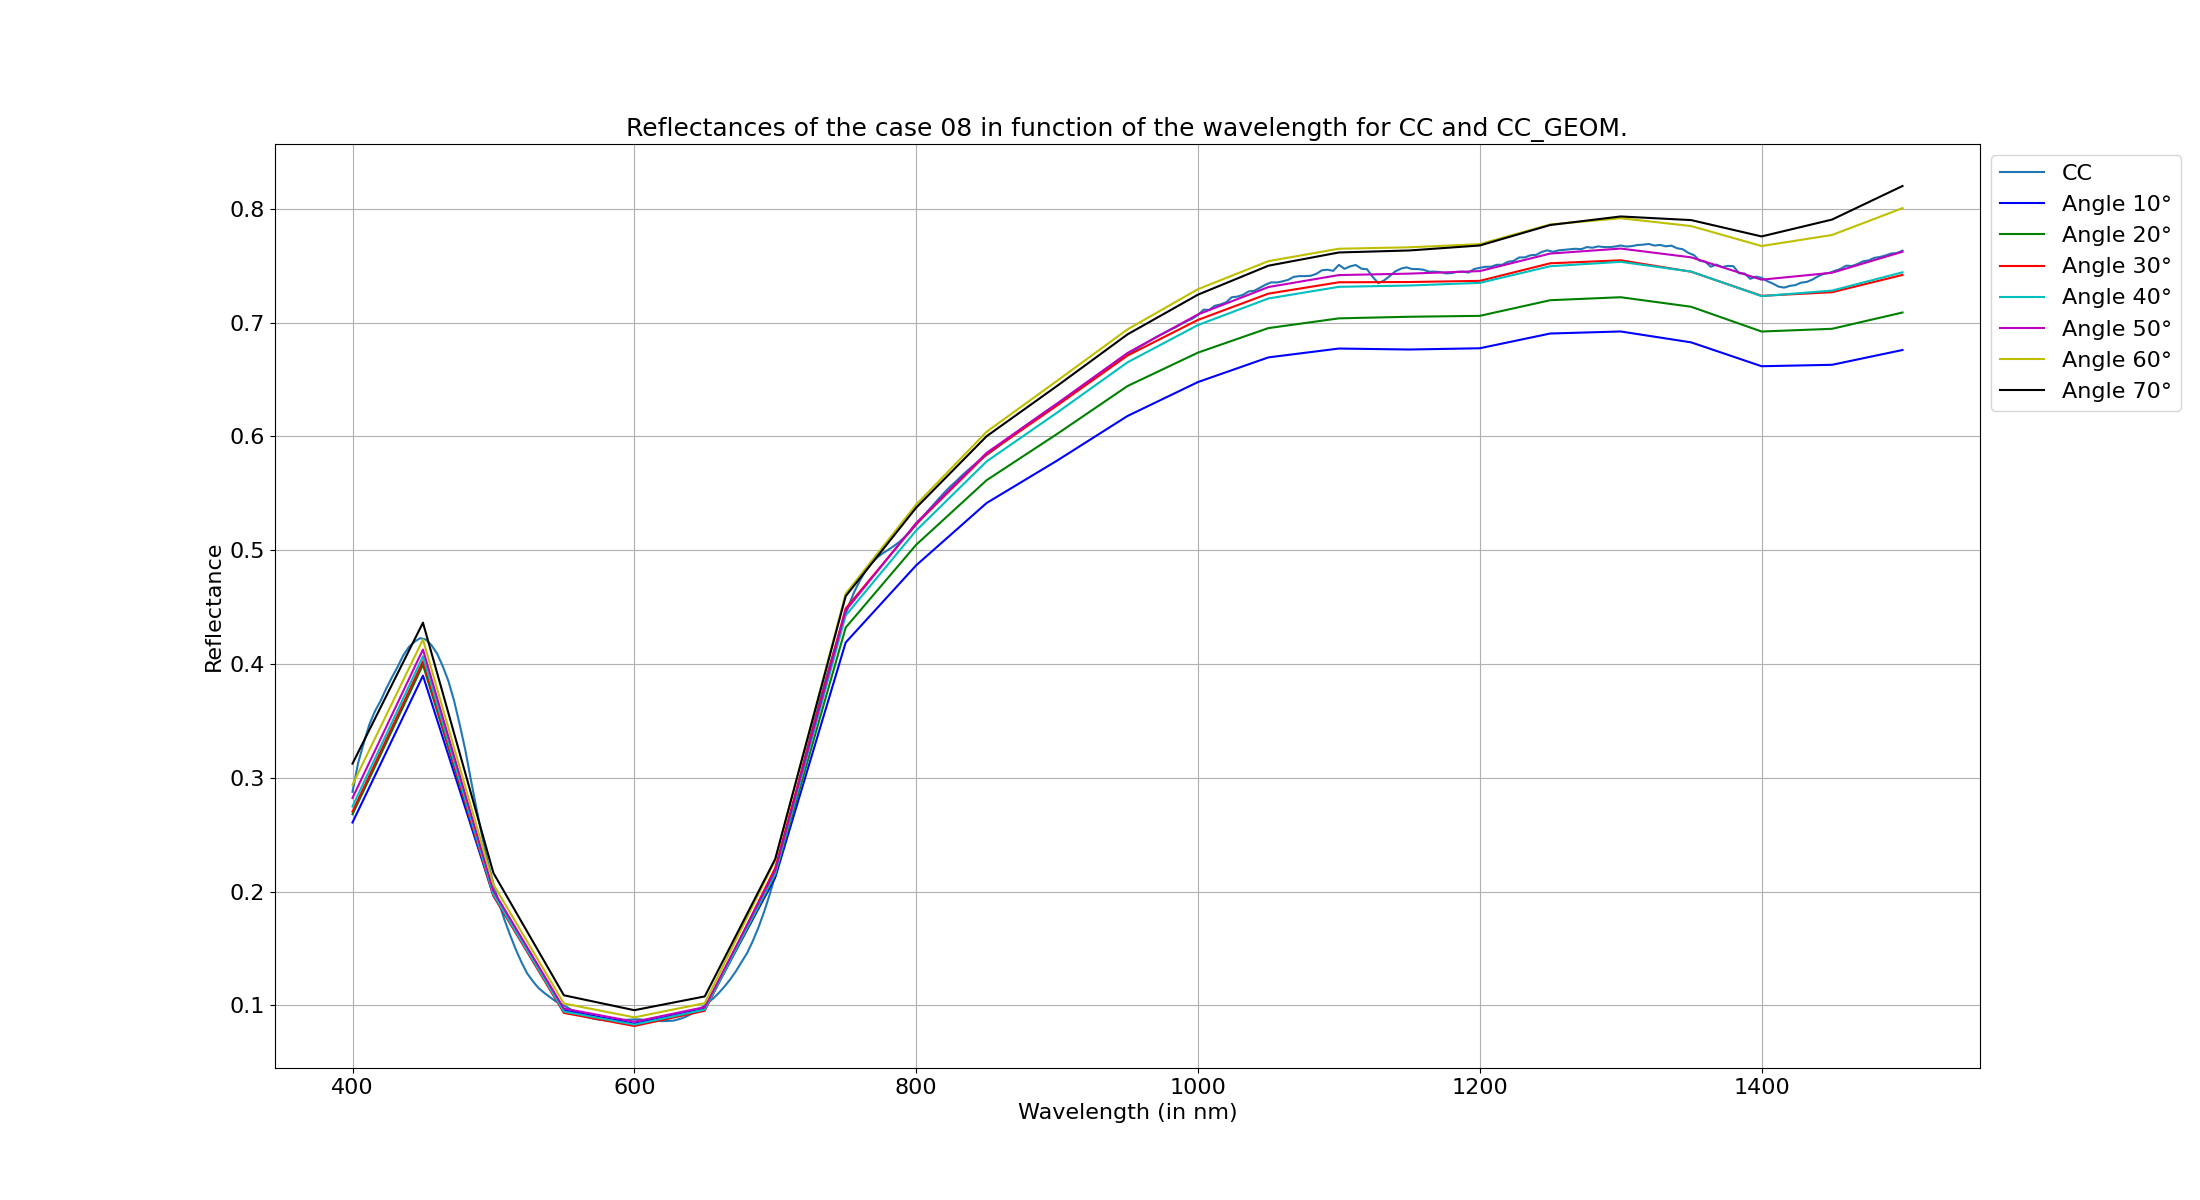 Reflectances of the case 08 in function of the wavelength for CC and CC_GEOM.
CC
Angle 10°
Angle 20°
Angle 30°
Angle 40°
Angle 50°
Angle 60°
Angle 70°
0.8
0.7
0.6
0.5
0.4
0.3
0.2
0.1
Reflectance
400 600 800 1000 1200 1400
Wavelength (in nm)